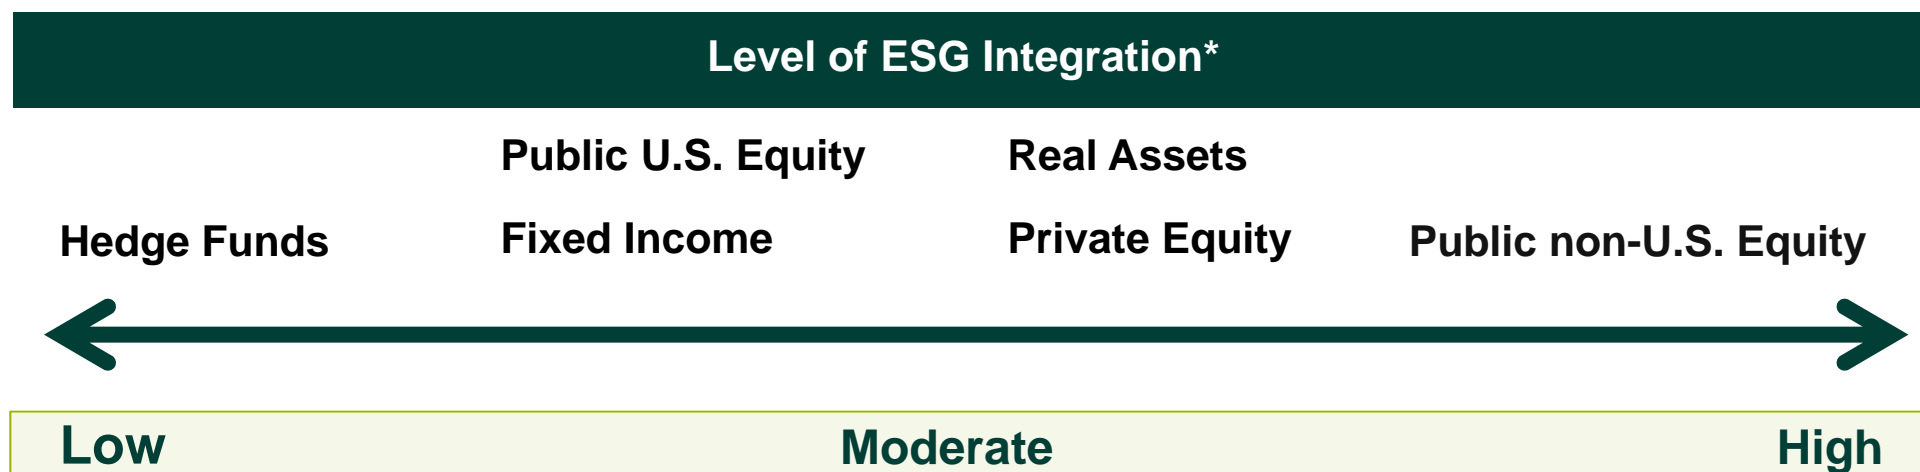 Level of ESG Integration*
Public U.S. Equity
Real Assets
Hedge Funds
Fixed Income
Private Equity
Public non-U.S. Equity
Low
Moderate
High